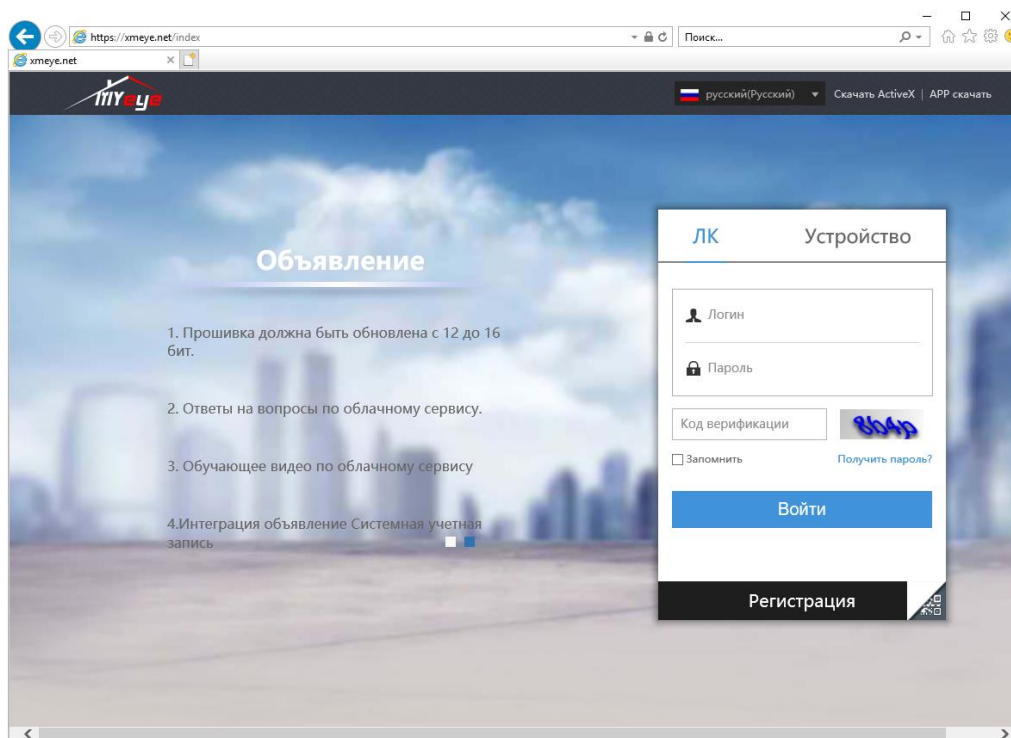 https://xmeye.net/index
Поиск...
xmeye.net
mYeye
русский(Русский)
Скачать ActiveX | APP скачать
ЛК Устройство
Объявление
Логин
1. Прошивка должна быть обновлена с 12 до 16
бит.
Пароль
2. Ответы на вопросы по облачному сервису.
Код верификации
8b4p
3. Обучающее видео по облачному сервису
Запомнить
Получить пароль?
Войти
4.Интеграция объявление Системная учетная
запись
Регистрация